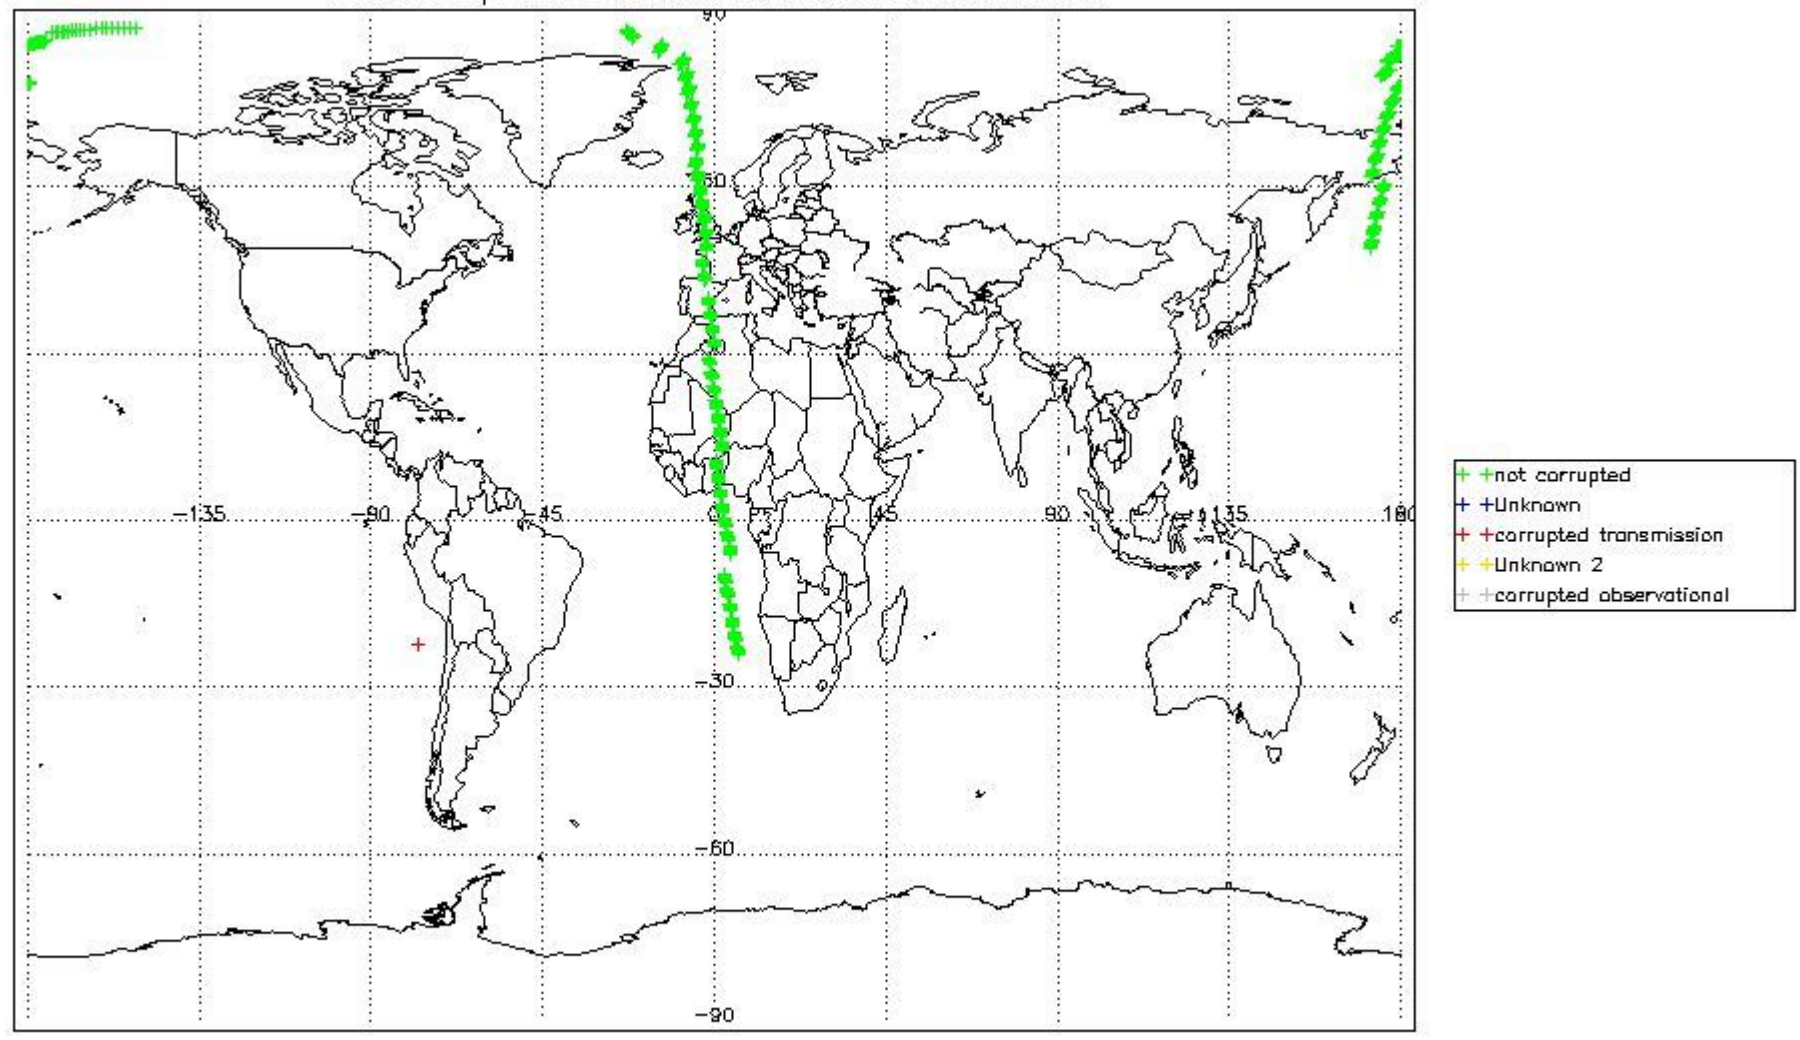 90
60
30
-135
-90
-45
0
45
90
135
180
-30
-60
-90
not corrupted
Unknown
corrupted transmission
Unknown 2
corrupted observational